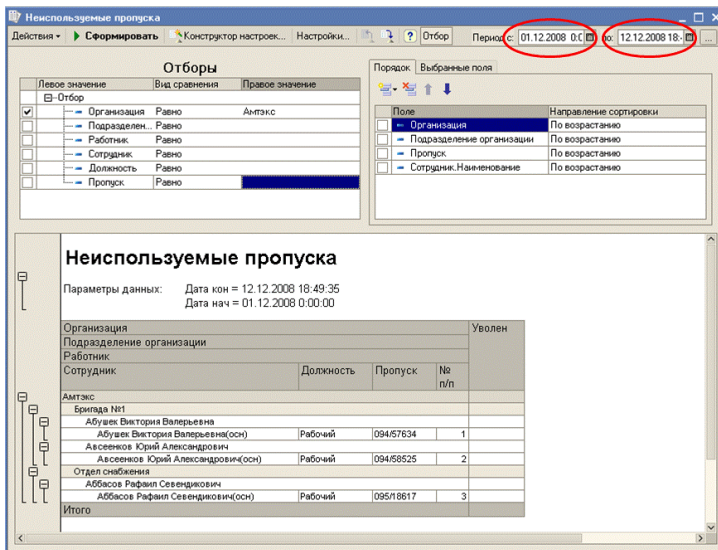 Неиспользуемые пропуска
Действия Сформировать Конструктор настроек... Настройки... ? Отбор Период с: 01.12.2008 0:0 по: 12.12.2008 18: ...
Отборы
Левое значение Вид сравнения Правое значение
Отбор
Организация Равно Амтэкс
Подразделен... Равно
Работник Равно
Сотрудник Равно
Должность Равно
Пропуск Равно
Порядок Выбранные поля
Поле Направление сортировки
Организация По возрастанию
Подразделение организации По возрастанию
Пропуск По возрастанию
Сотрудник.Наименование По возрастанию
Неиспользуемые пропуска
Параметры данных: Дата кон = 12.12.2008 18:49:35
Дата нач = 01.12.2008 0:00:00
Организация Уволен
Подразделение организации
Работник
Сотрудник Должность Пропуск №
п/п
Амтэкс
Бригада №1
Абушек Виктория Валерьевна
Абушек Виктория Валерьевна(осн) Рабочий 094/57634 1
Авсеенков Юрий Александрович
Авсеенков Юрий Александрович(осн) Рабочий 094/58525 2
Отдел снабжения
Аббасов Рафаил Севендикович
Аббасов Рафаил Севендикович(осн) Рабочий 095/18617 3
Итого